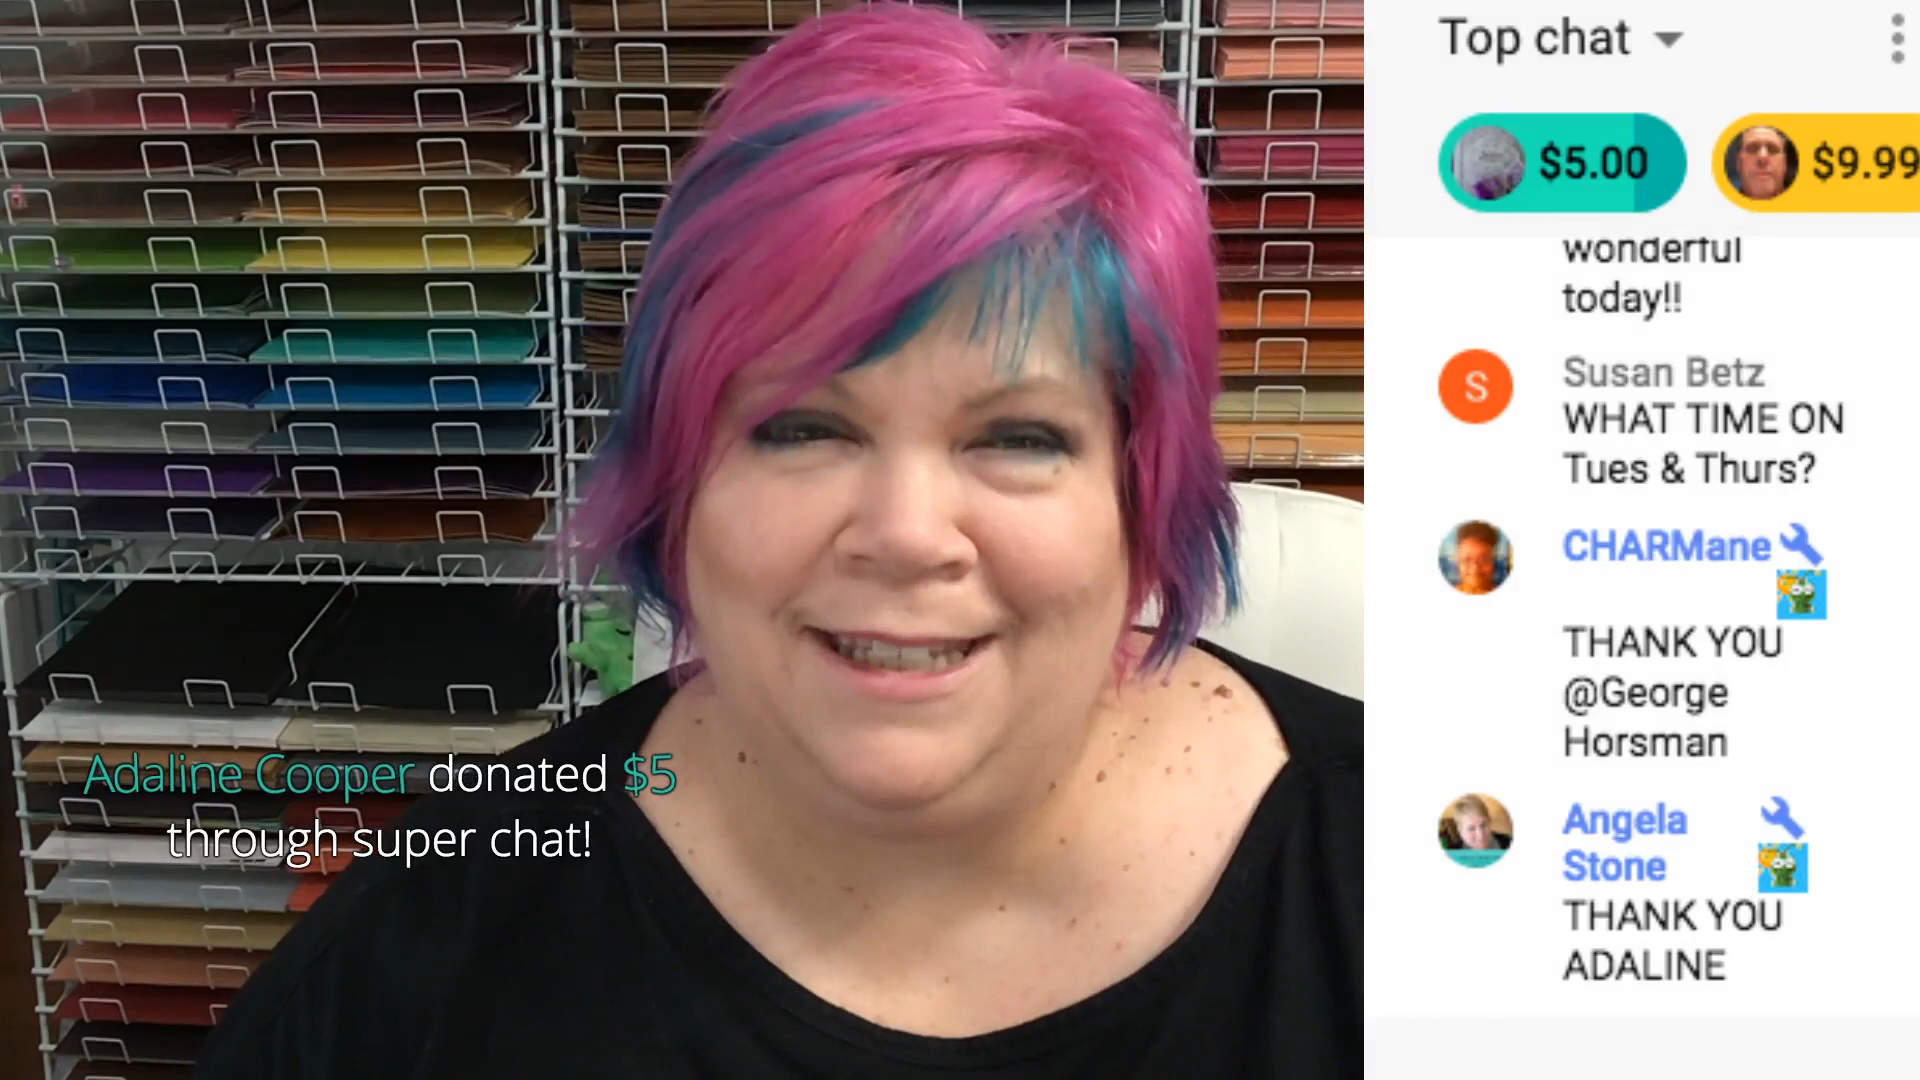 Adaline Cooper donated $5
through super chat!
Top chat
$5.00
$9.99
wonderful
today!!
S
Susan Betz
WHAT TIME ON
Tues & Thurs?
CHARMane
THANK YOU
@George
Horsman
Angela
Stone
THANK YOU
ADALINE